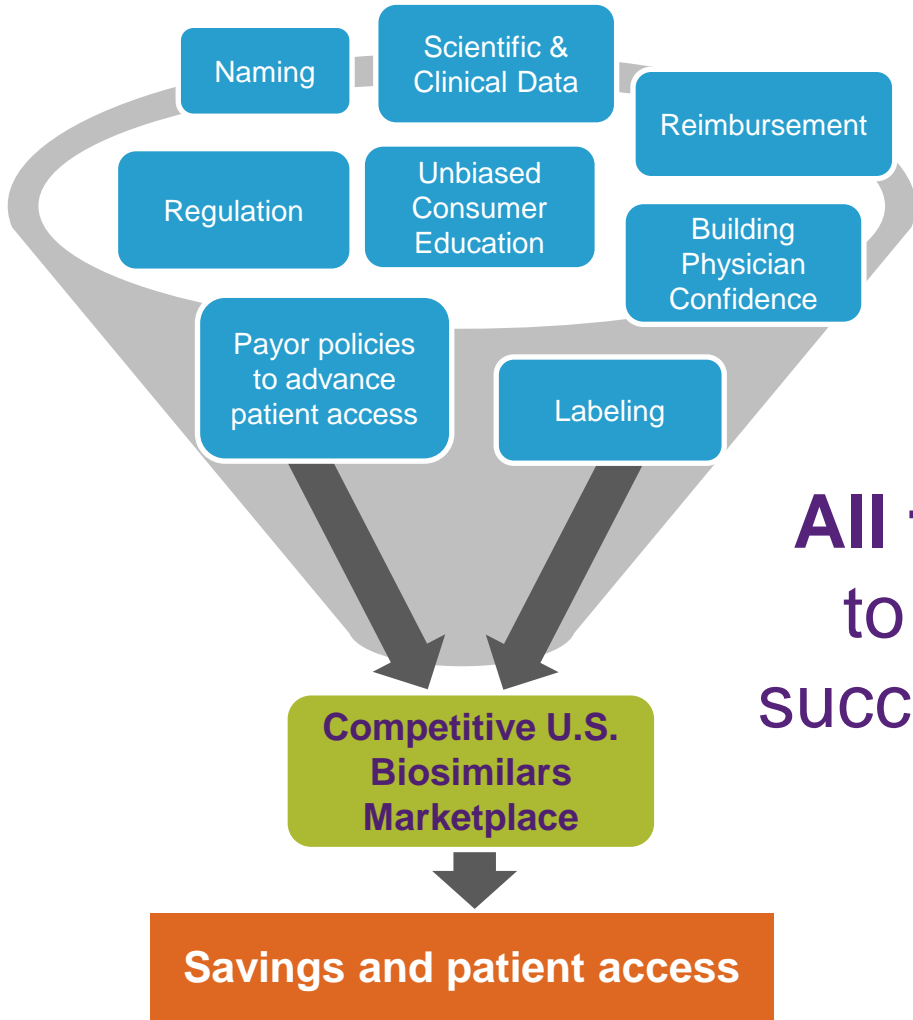 Naming
Scientific &
Clinical Data
Reimbursement
Regulation
Unbiased
Consumer
Education
Building
Physician
Confidence
Payor policies
to advance
patient access
Labeling
All
to
Competitive U.S.
Biosimilars
Marketplace
Savings and patient access